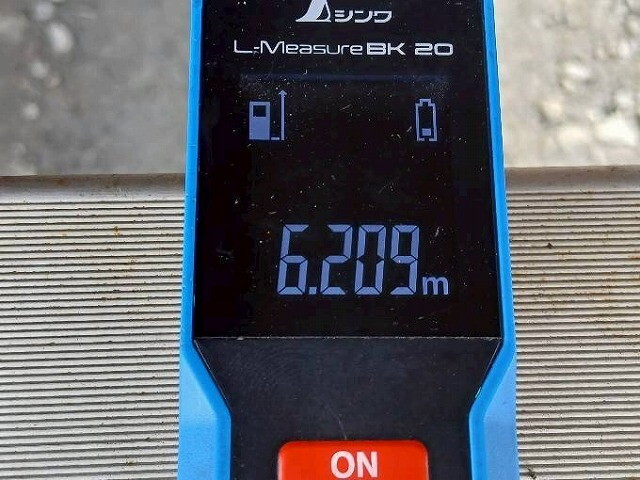 シンワ
L-Measure BK 20
6.209m
ON